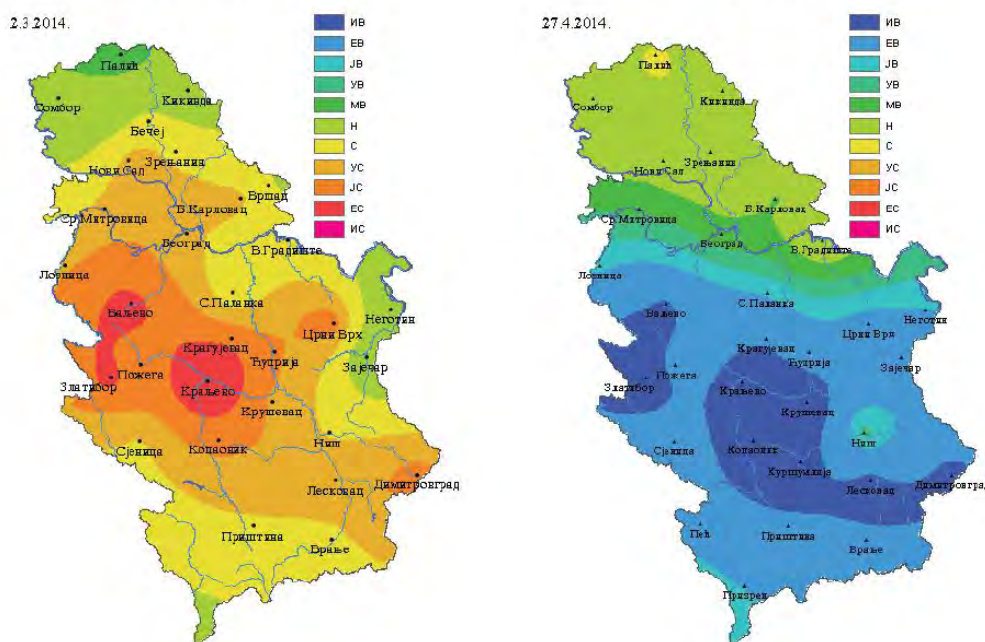 2.3.2014.
ИВ
ЕВ
ЈВ
УВ
МВ
Н
С
УС
ЈС
ЕС
ИС
Палић
Сомбор
Кикинда
Бечеј
Зрењанин
Нови Сад
Вршац
В.Карловац
Ср.Митровица
Београд
В.Градиште
Лозница
С.Паланка
Ваљево
Неготин
Црни Врх
Крагујевац
Ћуприја
Зајечар
Пожега
Златибор
Краљево
Крушевац
Ниш
Сјеница
Копаоник
Лесковац
Димитровград
Приштина
Врање
27.4.2014.
ИВ
ЕВ
ЈВ
УВ
МВ
Н
С
УС
ЈС
ЕС
ИС
Палић
Кикинда
Сомбор
Зрењанин
Нови Сад
В.Карловац
Ср.Митровица
Београд
В.Градиште
Лозница
С.Паланка
Ваљево
Неготин
Црни Врх
Крагујевац
Ћуприја
Зајечар
Пожега
Златибор
Краљево
Крушевац
Ниш
Сјеница
Копаоник
Куршумлија
Лесковац
Димитровград
Пећ
Приштина
Врање
Призрен